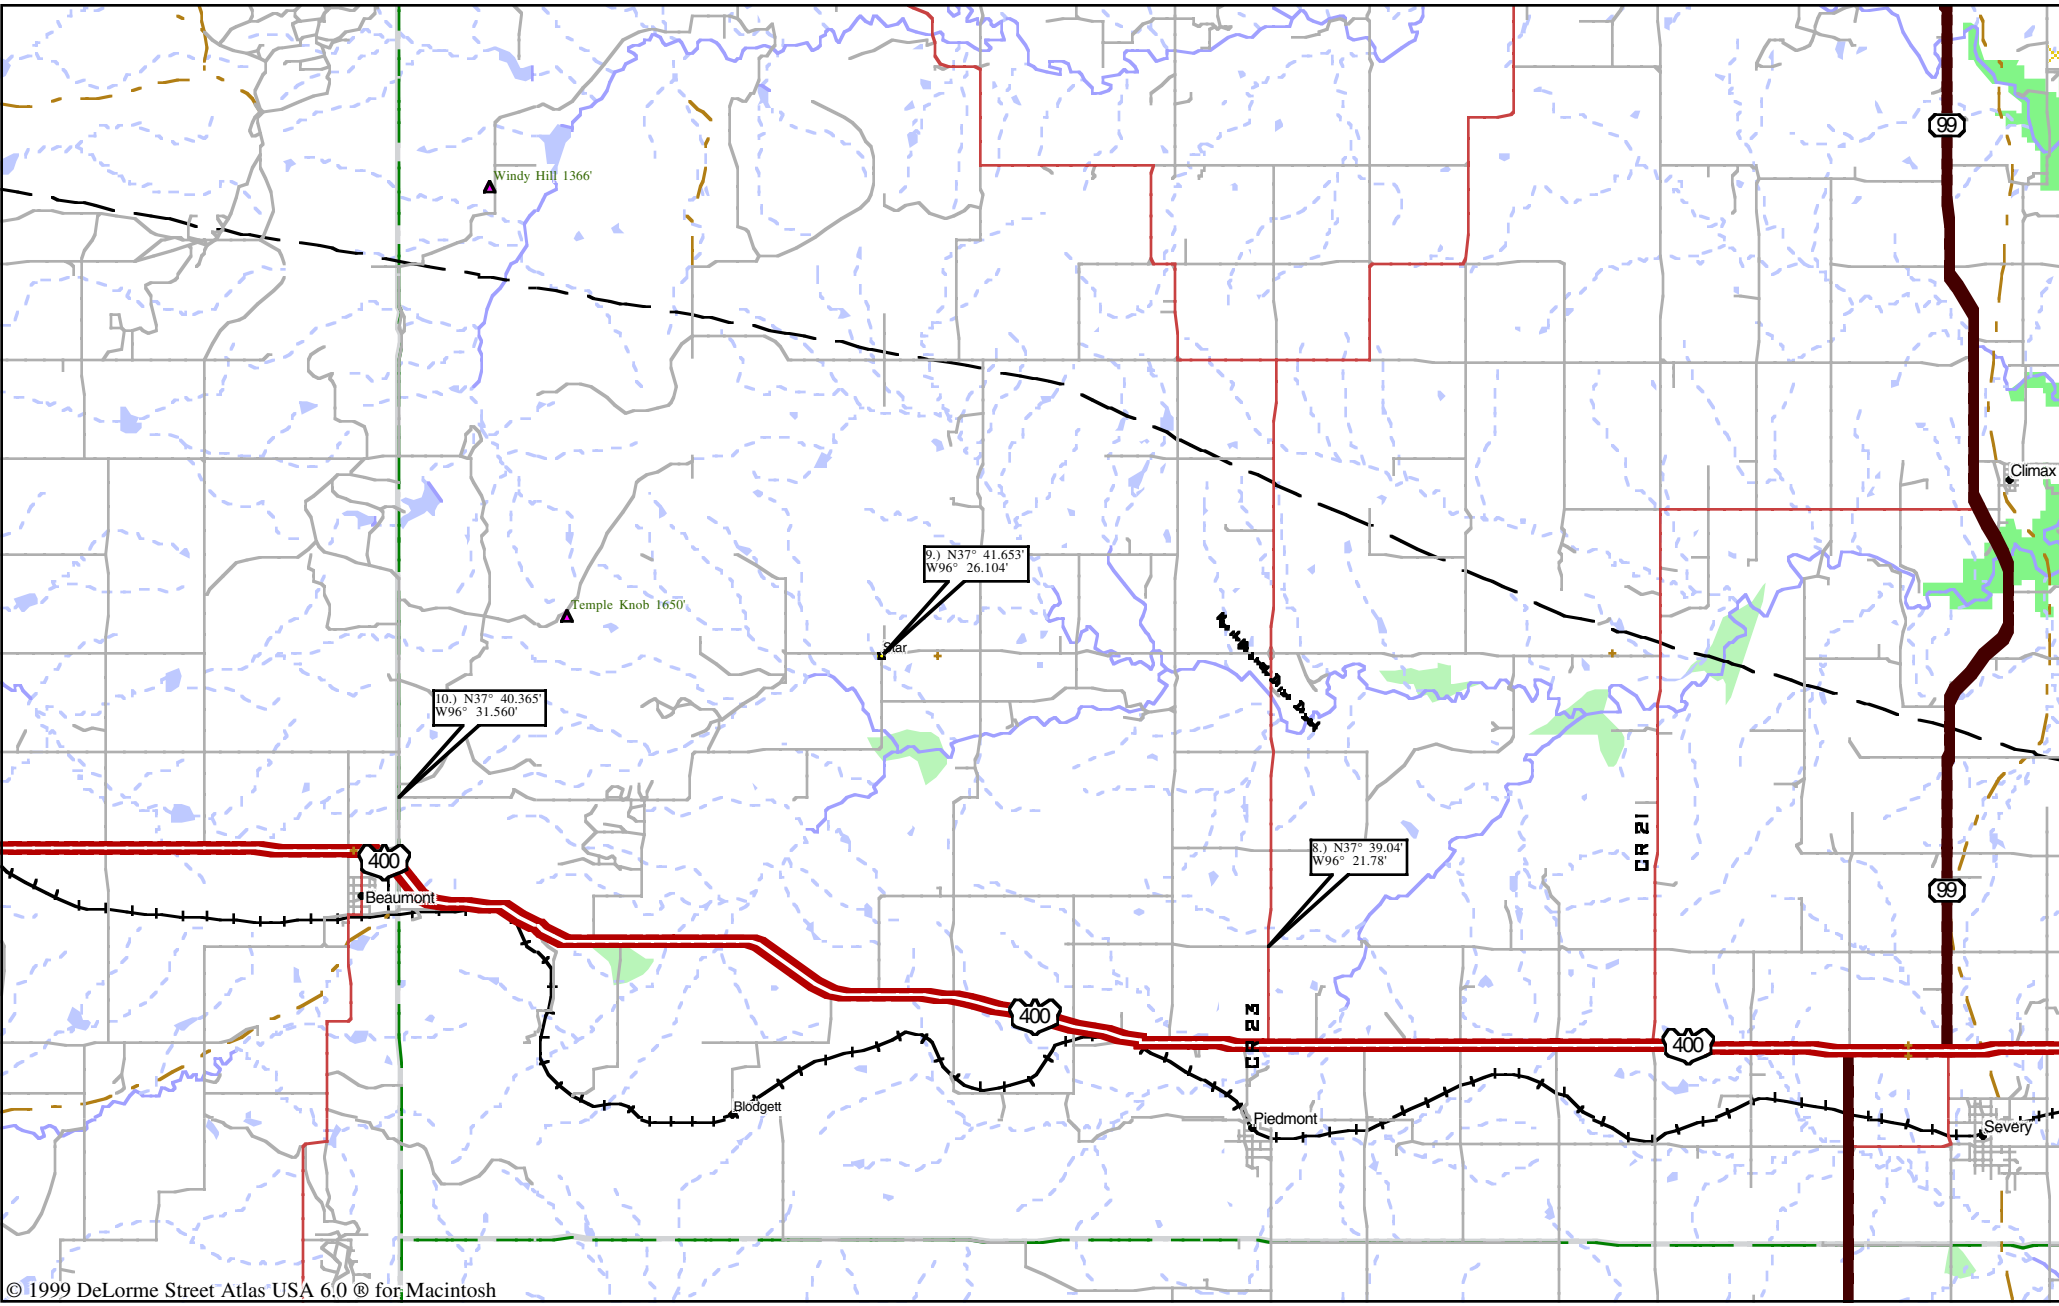 99
Windy Hill 1366'
Climax
9.) N37° 41.653'
W96° 26.104'
Temple Knob 1650'
Star
10.) N37° 40.365'
W96° 31.560'
CR 21
8.) N37° 39.04'
W96° 21.78'
400
99
Beaumont
400
CR 23
400
Blodgett
Piedmont
Severy
© 1999 DeLorme Street Atlas USA 6.0 ® for Macintosh